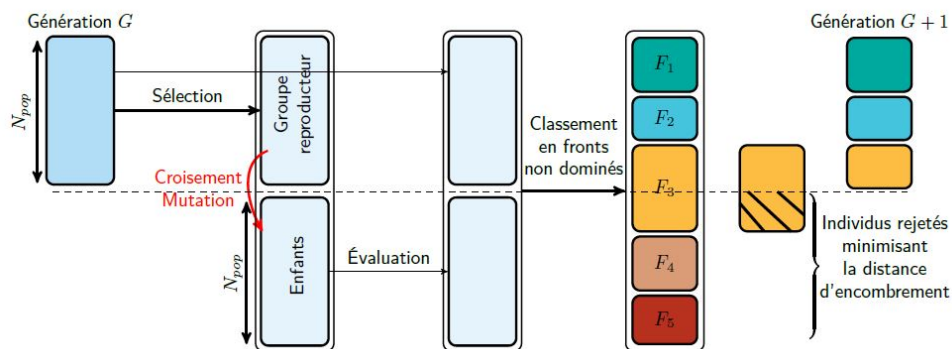 Génération G
Génération G + 1
N_pop
Sélection
Groupe
reproducteur
Croisement
Mutation
N_pop
Enfants
Évaluation
Classement
en fronts
non dominés
F_1
F_2
F_3
F_4
F_5
Individus rejetés
minimisant
la distance
d'encombrement